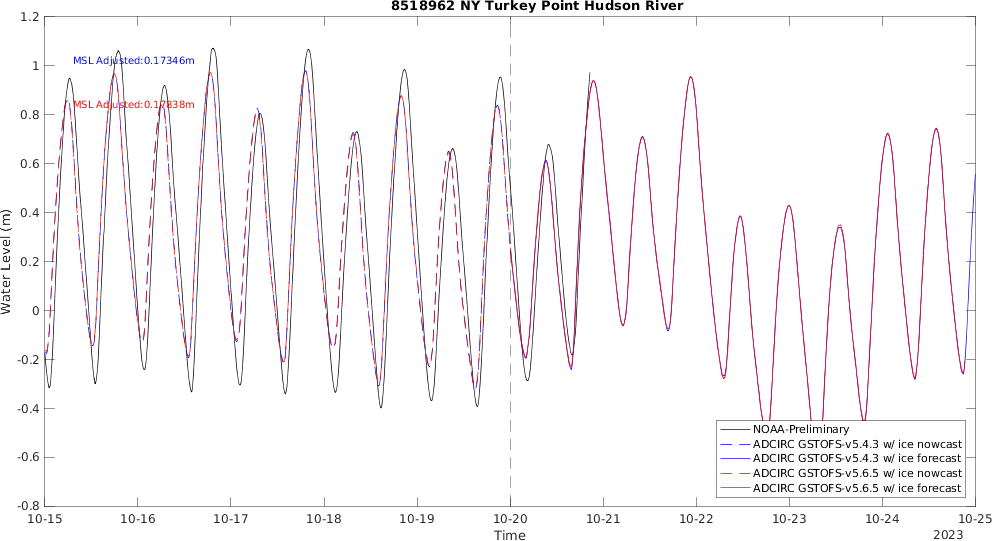 8518962 NY Turkey Point Hudson River
MSL Adjusted:0.17346m
MSL Adjusted:0.17838m
Water Level (m)
1.2
1
0.8
0.6
0.4
0.2
0
-0.2
-0.4
-0.6
-0.8
NOAA-Preliminary
ADCIRC GSTOFS-v5.4.3 w/ ice nowcast
ADCIRC GSTOFS-v5.4.3 w/ ice forecast
ADCIRC GSTOFS-v5.6.5 w/ ice nowcast
ADCIRC GSTOFS-v5.6.5 w/ ice forecast
10-15 10-16 10-17 10-18 10-19 10-20 10-21 10-22 10-23 10-24 10-25
Time
2023